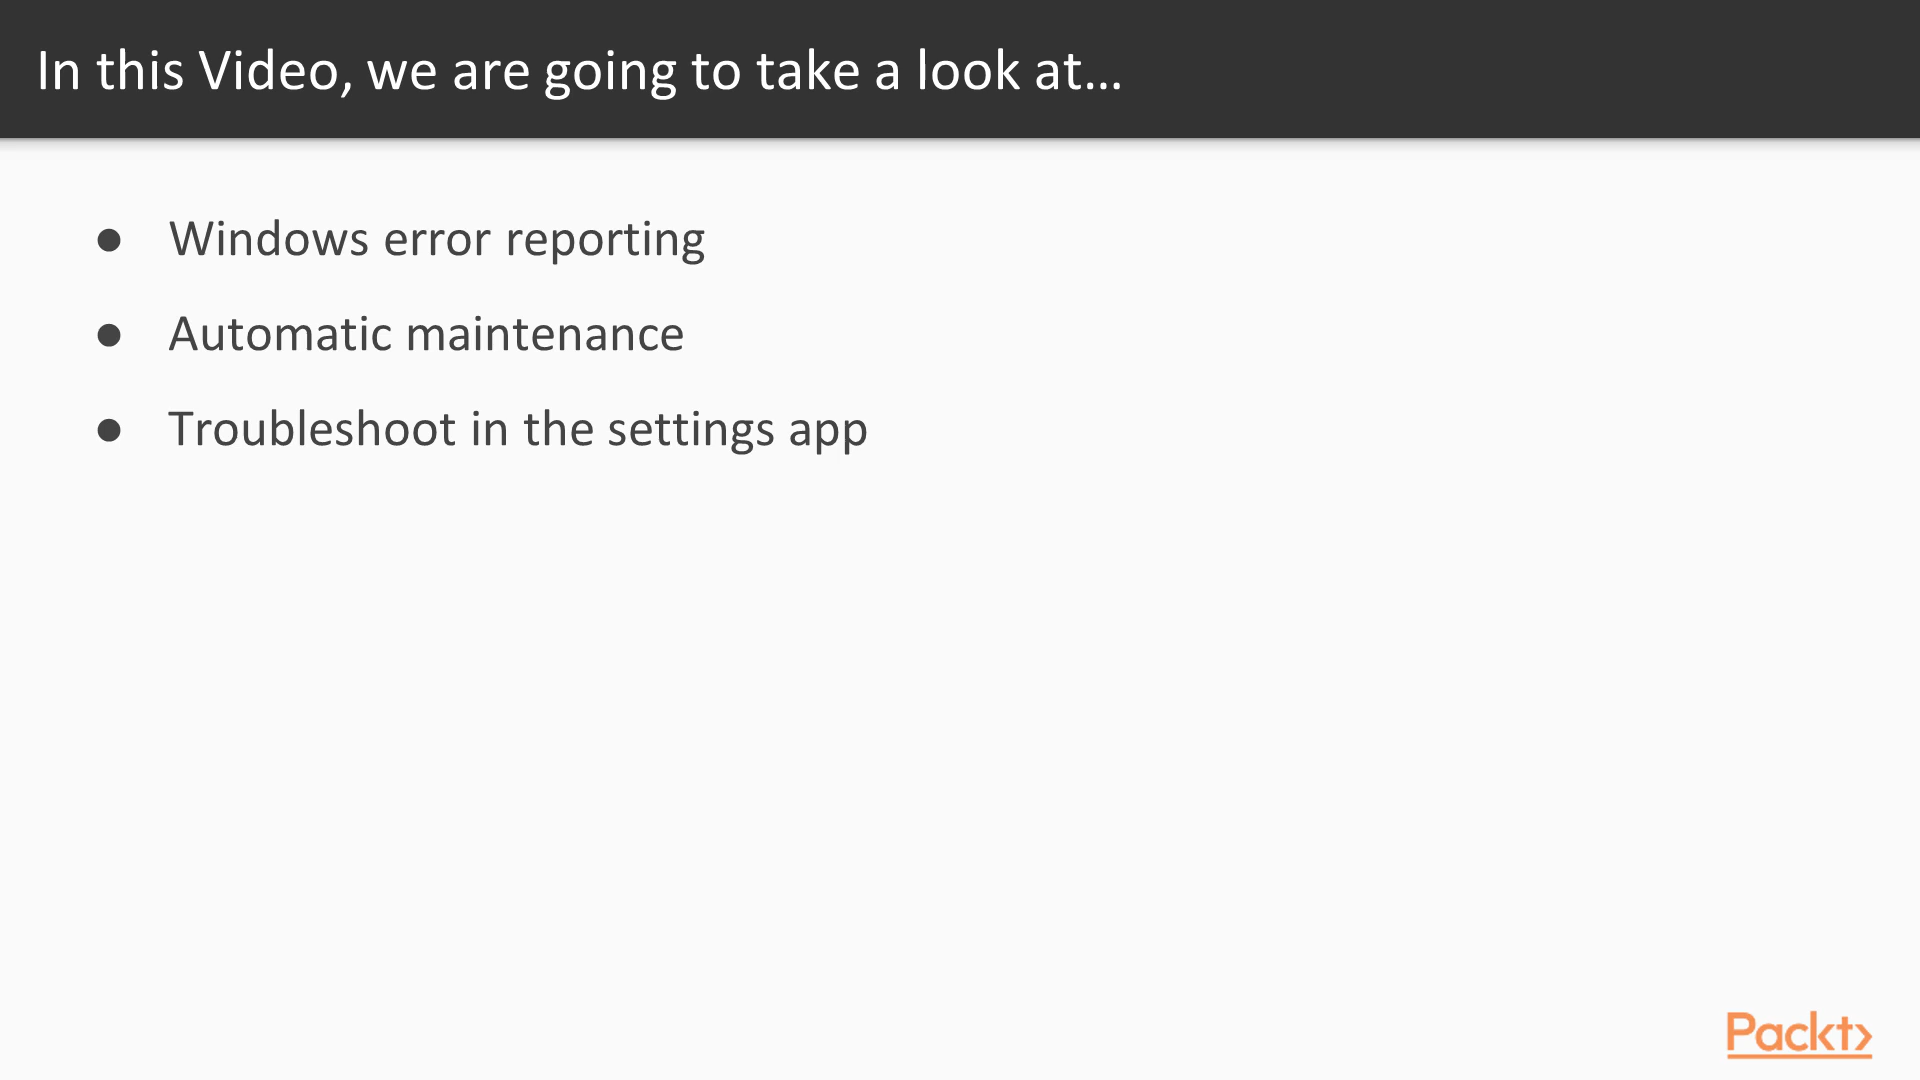 In this Video, we are going to take a look at…
● Windows error reporting
● Automatic maintenance
● Troubleshoot in the settings app
Packt>